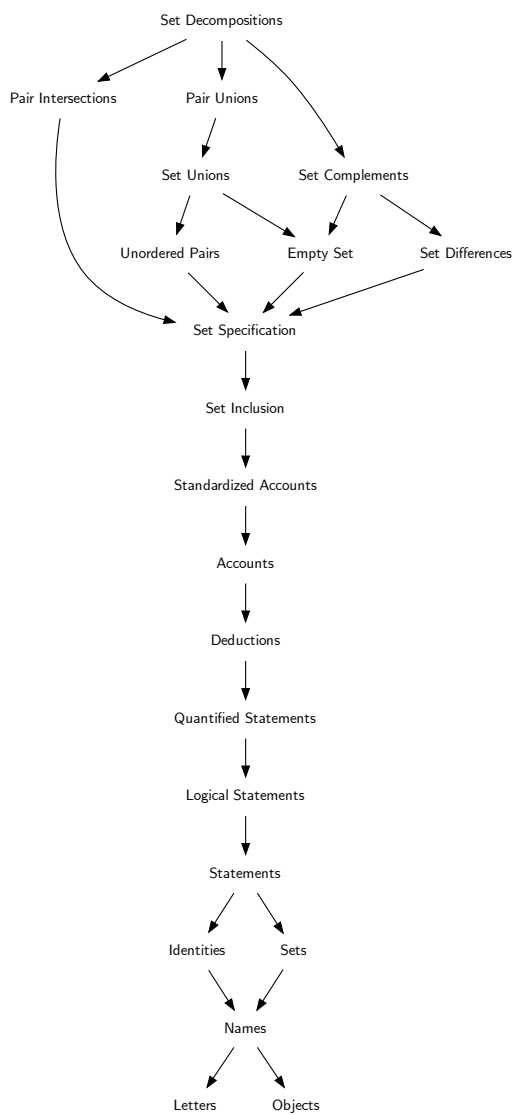 Set Decompositions
Pair Intersections
Pair Unions
Set Unions
Set Complements
Unordered Pairs
Empty Set
Set Differences
Set Specification
Set Inclusion
Standardized Accounts
Accounts
Deductions
Quantified Statements
Logical Statements
Statements
Identities
Sets
Names
Letters
Objects